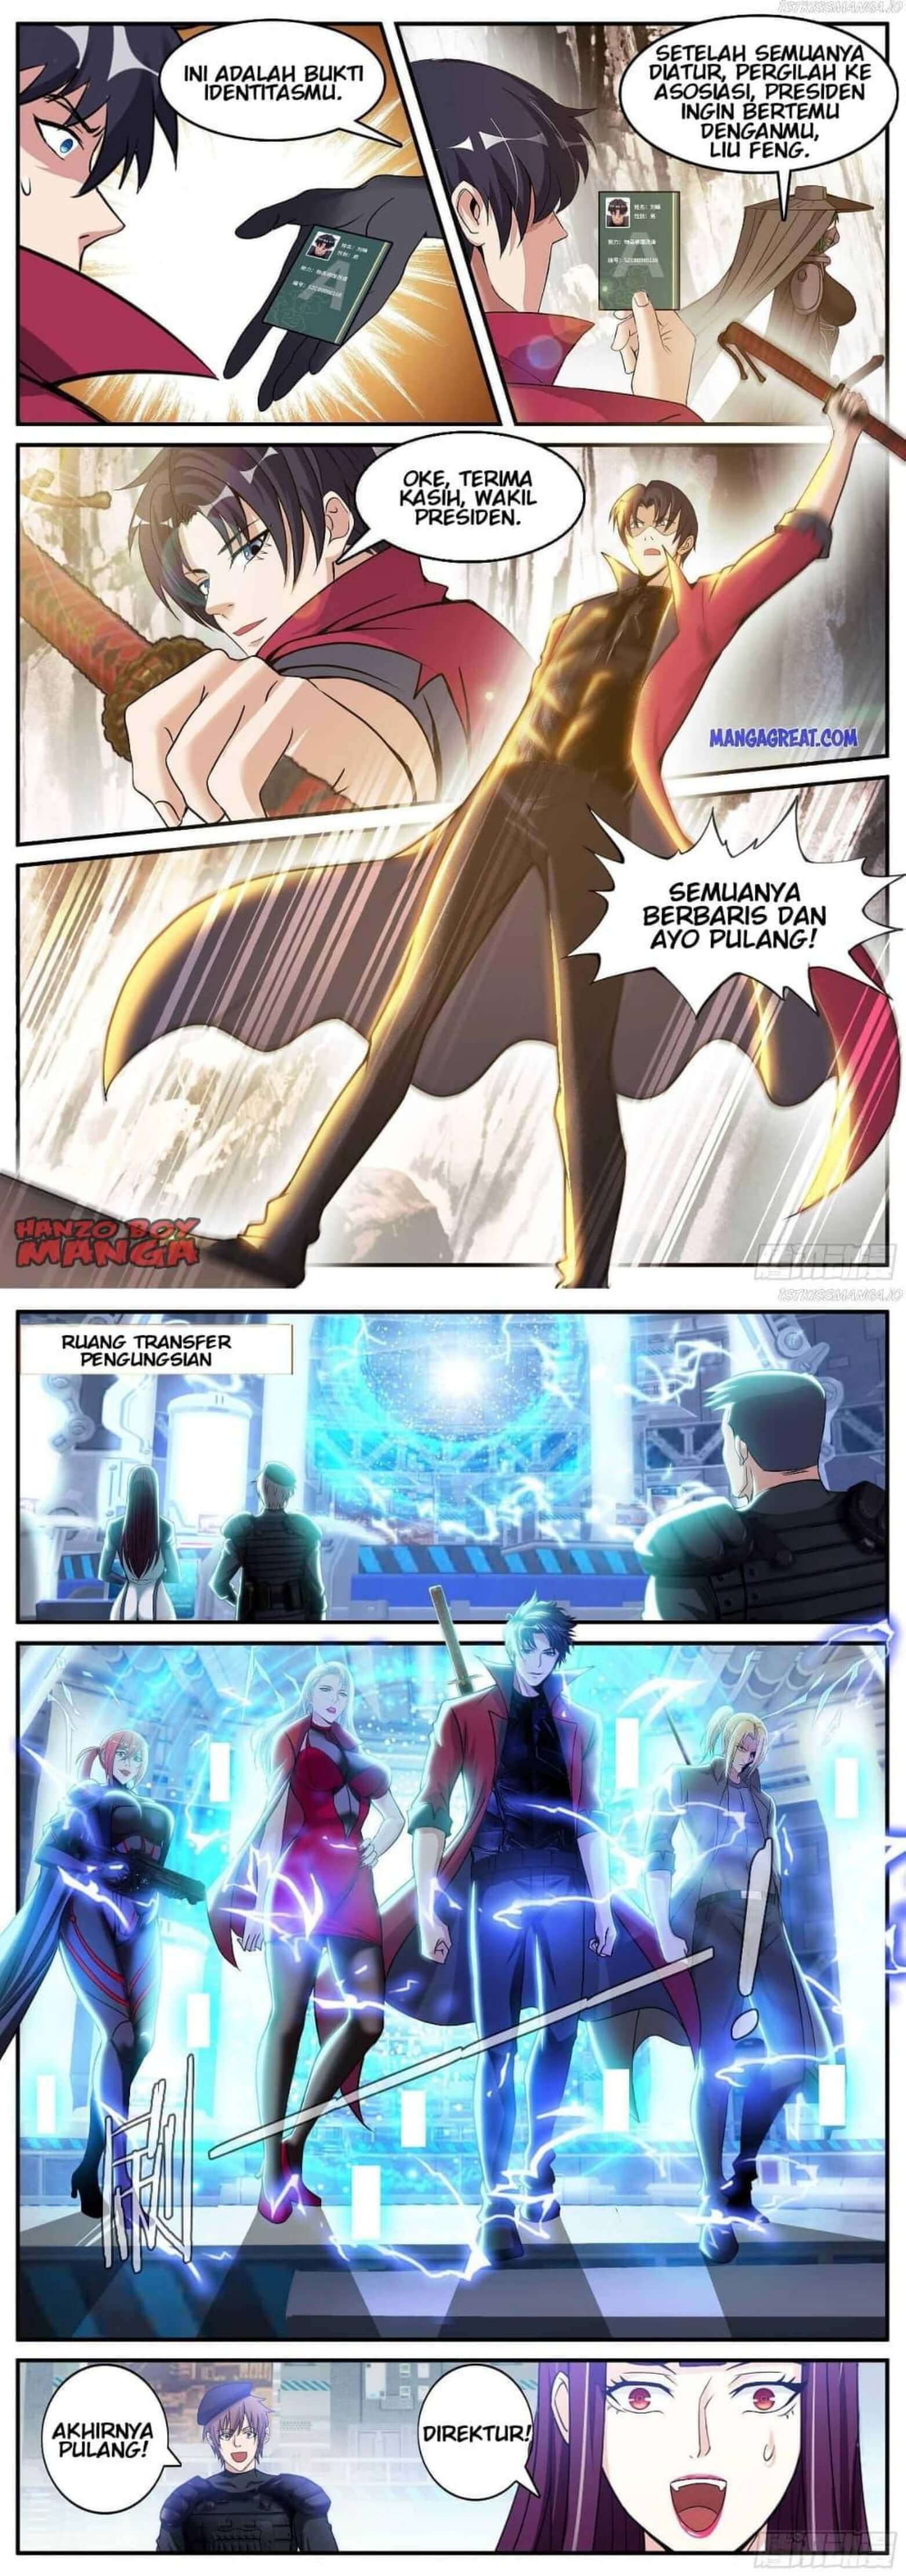 INI ADALAH BUKTI
IDENTITASMU.
SETELAH SEMUANYA
DIATUR, PERGILAH KE
ASOSIASI, PRESIDEN
INGIN BERTEMU
DENGANMU,
LIU FENG.
A
A
OKE, TERIMA
KASIH, WAKIL
PRESIDEN.
MANGAGREAT.COM
SEMUANYA
BERBARIS DAN
AYO PULANG!
HANZO BOY
MANGA
RUANG TRANSFER
PENGUNGSIAN
AKHIRNYA
PULANG!
DIREKTUR!